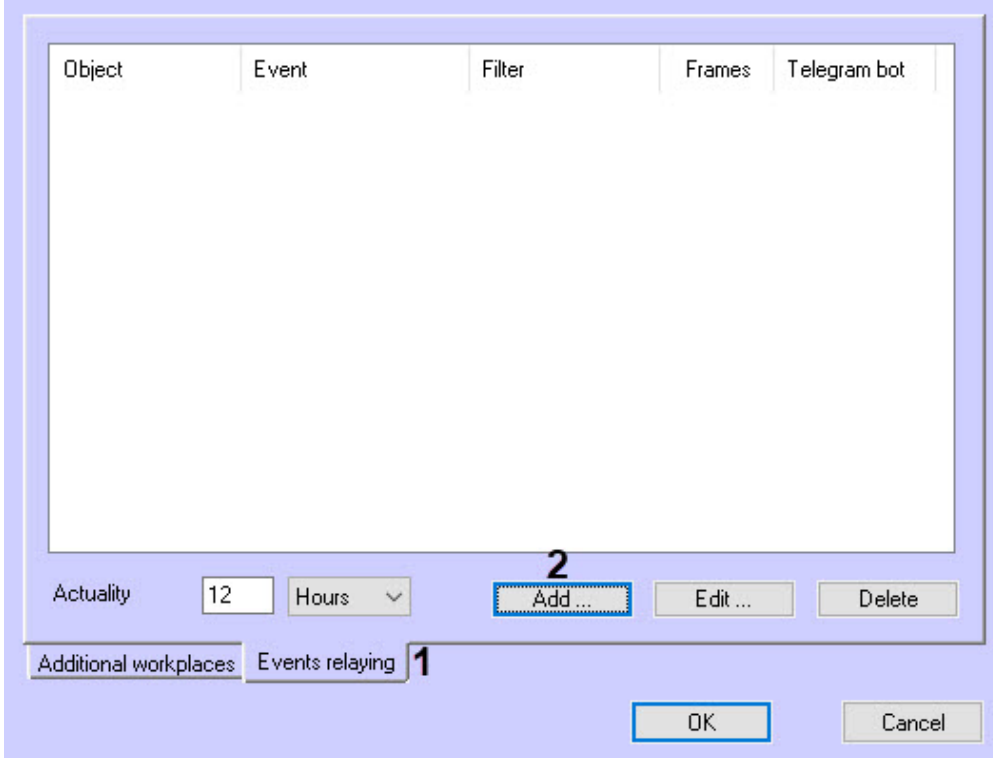 Object Event Filter Frames Telegram bot
2
Actuality 12 Hours Add ... Edit ... Delete
Additional workplaces Events relaying 1
OK Cancel